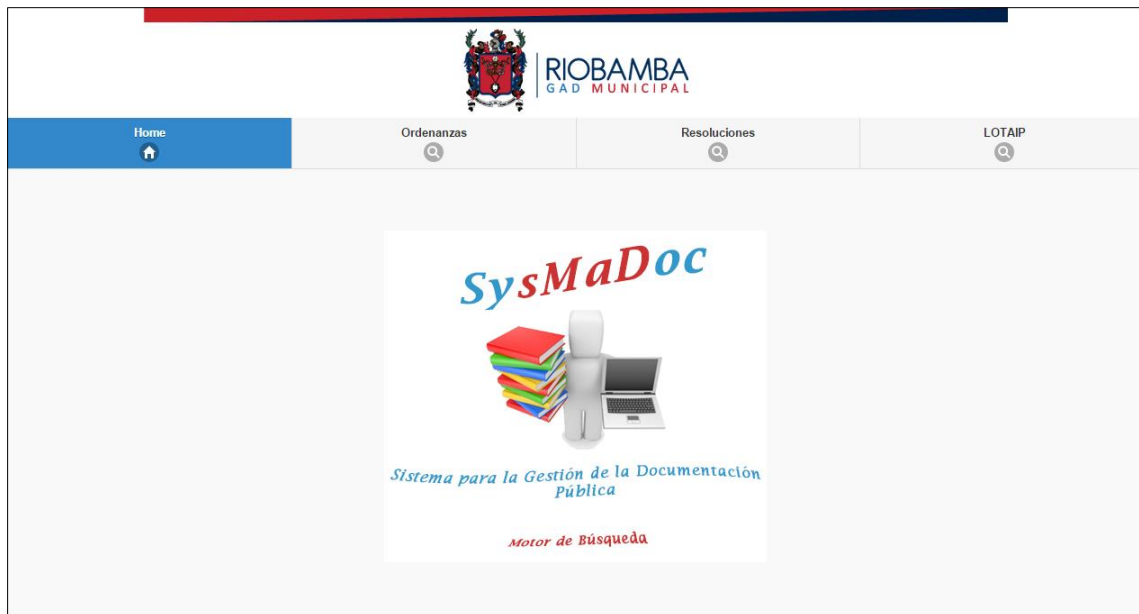 RIOBAMBA
GAD MUNICIPAL
Home
Ordenanzas
Resoluciones
LOTAIP
SysMaDoc
Sistema para la Gestión de la Documentación
Pública
Motor de Búsqueda